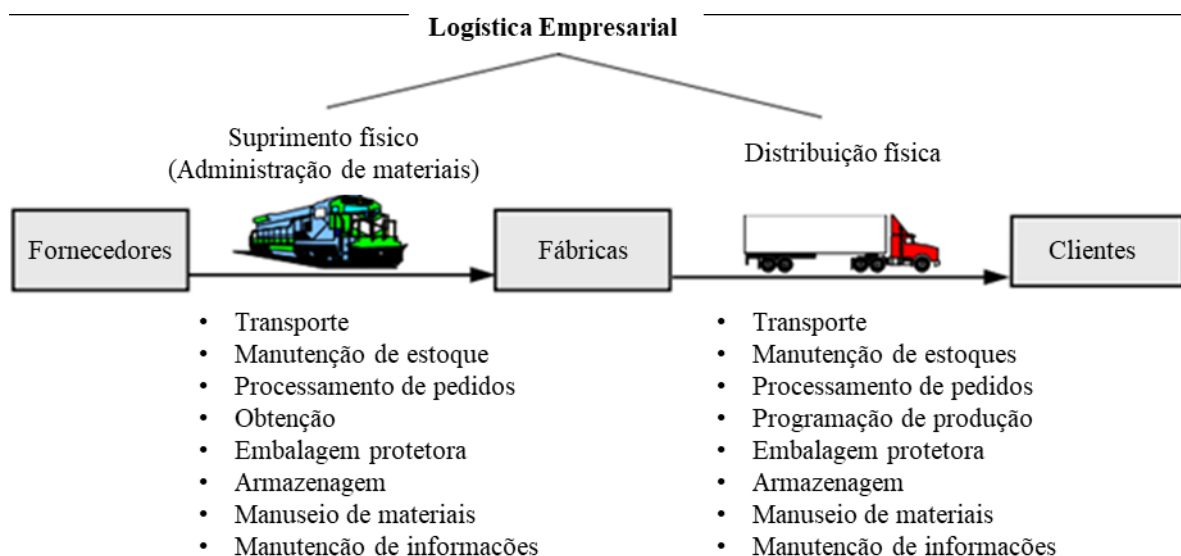 Logística Empresarial
Suprimento físico
(Administração de materiais)
Distribuição física
Fornecedores
Fábricas
Clientes
• Transporte
• Manutenção de estoque
• Processamento de pedidos
• Obtenção
• Embalagem protetora
• Armazenagem
• Manuseio de materiais
• Manutenção de informações
• Transporte
• Manutenção de estoques
• Processamento de pedidos
• Programação de produção
• Embalagem protetora
• Armazenagem
• Manuseio de materiais
• Manutenção de informações